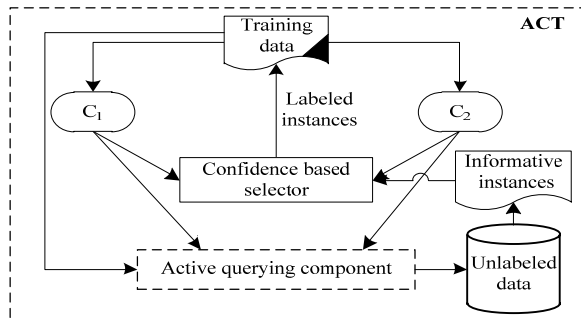 ACT
Training
data
C1
Labeled
instances
C2
Confidence based
selector
Informative
instances
Active querying component
Unlabeled
data